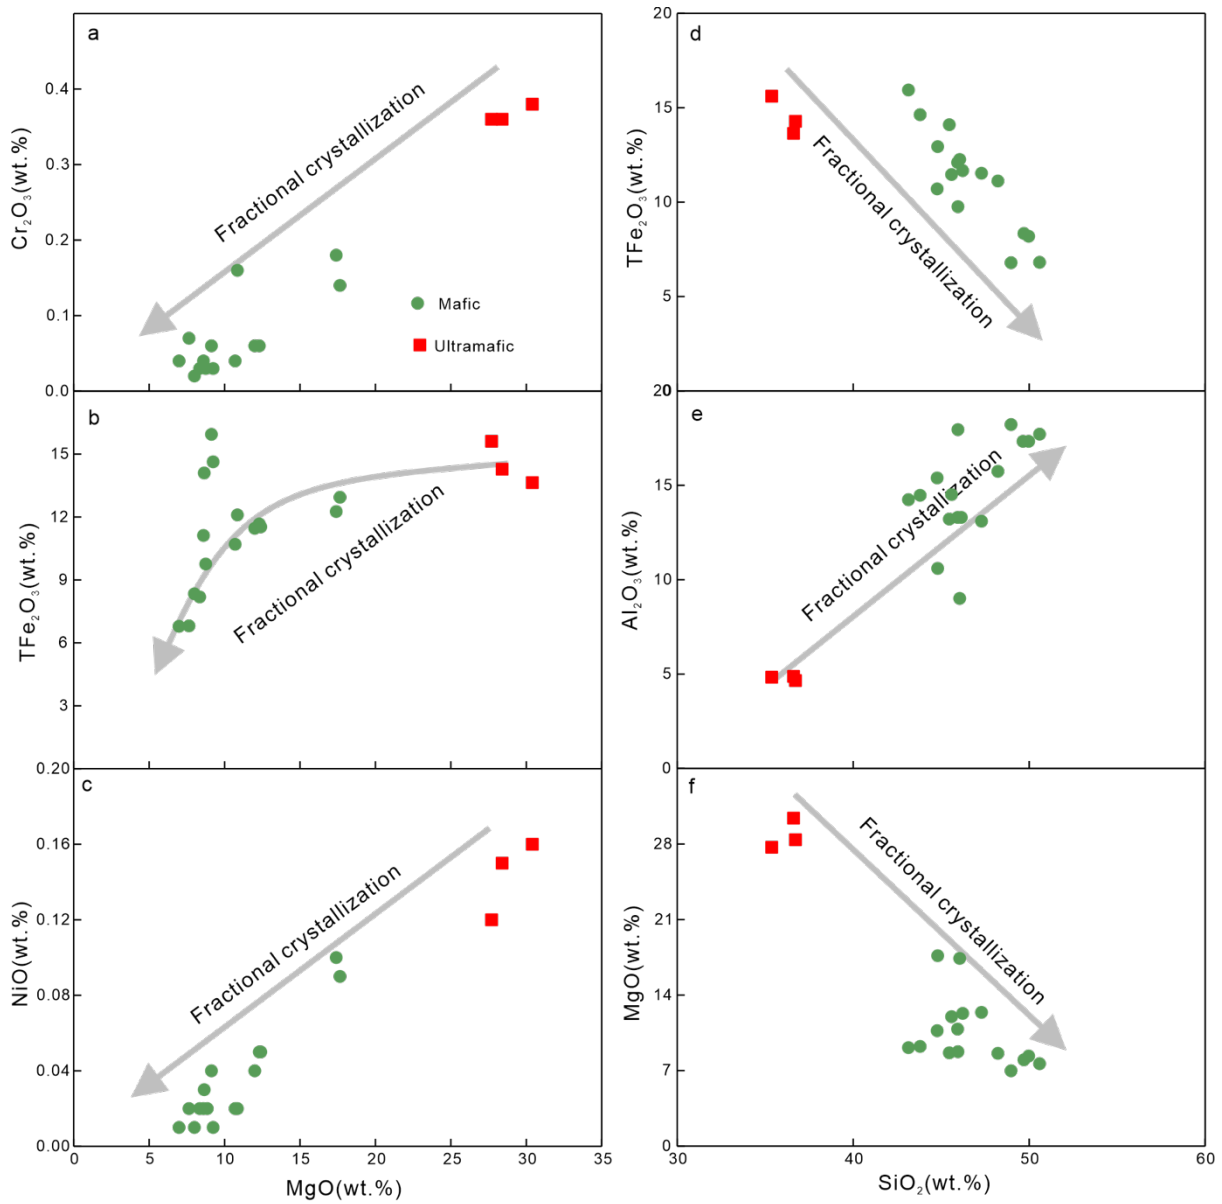 a
Cr₂O₃(wt.%)
0.4
0.3
0.2
0.1
0.0
Fractional crystallization
Mafic
Ultramafic
b
TFe₂O₃(wt.%)
15
12
9
6
3
0.20
Fractional crystallization
c
NiO(wt.%)
0.16
0.12
0.08
0.04
0.00
Fractional crystallization
0 5 10 15 20 25 30 35
MgO(wt.%)
d
TFe₂O₃(wt.%)
20
15
10
5
0
Fractional crystallization
e
Al₂O₃(wt.%)
20
15
10
5
0
Fractional crystallization
f
MgO(wt.%)
28
21
14
7
0
Fractional crystallization
30 40 50 60
SiO₂(wt.%)